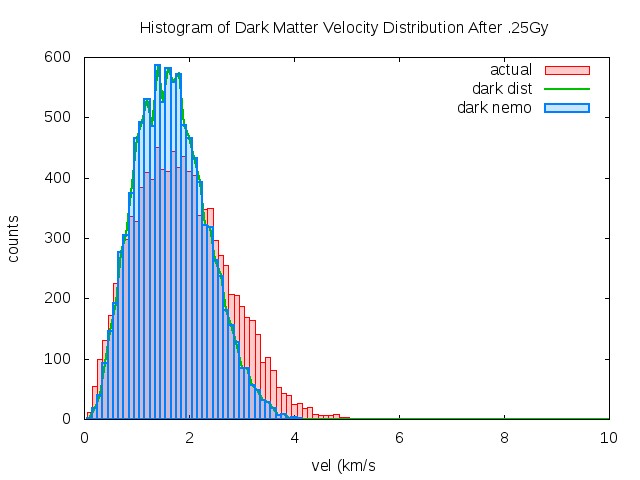 Histogram of Dark Matter Velocity Distribution After .25Gy
600
500
400
300
200
100
0
counts
actual
dark dist
dark nemo
0 2 4 6 8 10
vel (km/s